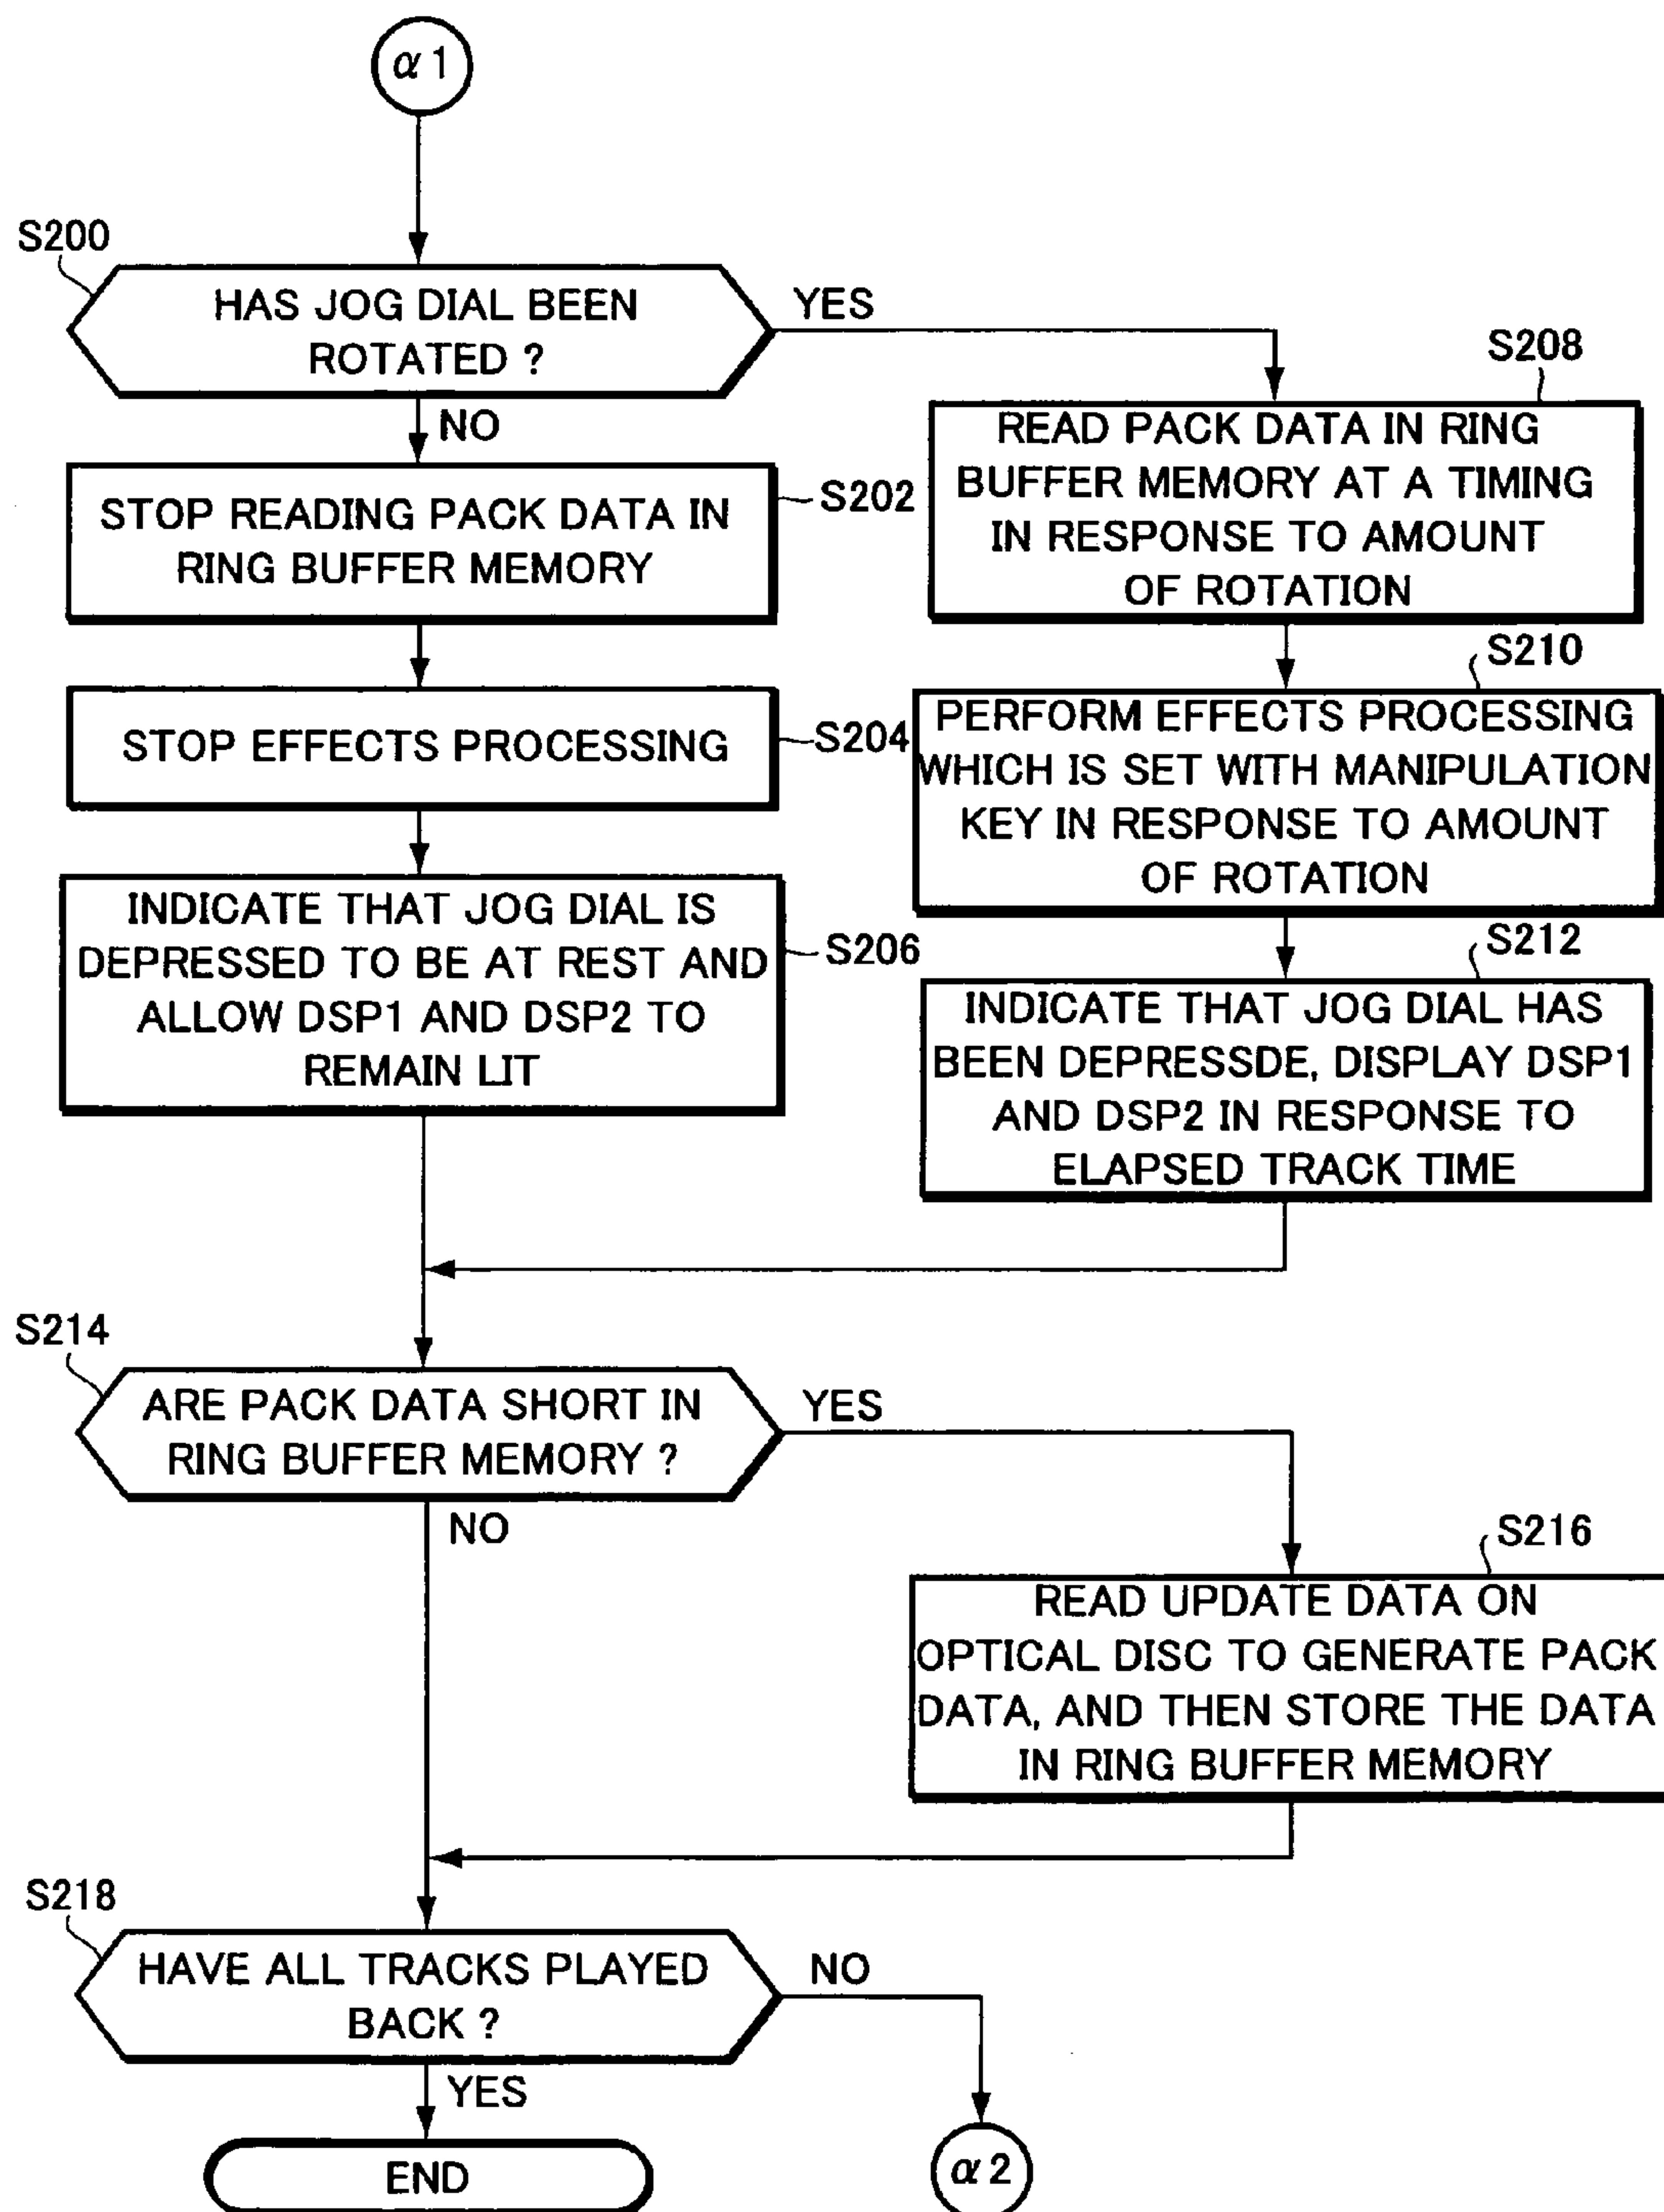 α1
S200
HAS JOG DIAL BEEN
ROTATED ?
YES
NO
S202
STOP READING PACK DATA IN
RING BUFFER MEMORY
S204
STOP EFFECTS PROCESSING
S206
INDICATE THAT JOG DIAL IS
DEPRESSED TO BE AT REST AND
ALLOW DSP1 AND DSP2 TO
REMAIN LIT
S208
READ PACK DATA IN RING
BUFFER MEMORY AT A TIMING
IN RESPONSE TO AMOUNT
OF ROTATION
S210
PERFORM EFFECTS PROCESSING
WHICH IS SET WITH MANIPULATION
KEY IN RESPONSE TO AMOUNT
OF ROTATION
S212
INDICATE THAT JOG DIAL HAS
BEEN DEPRESSDE, DISPLAY DSP1
AND DSP2 IN RESPONSE TO
ELAPSED TRACK TIME
S214
ARE PACK DATA SHORT IN
RING BUFFER MEMORY ?
YES
NO
S216
READ UPDATE DATA ON
OPTICAL DISC TO GENERATE PACK
DATA, AND THEN STORE THE DATA
IN RING BUFFER MEMORY
S218
HAVE ALL TRACKS PLAYED
BACK ?
NO
YES
END
α2